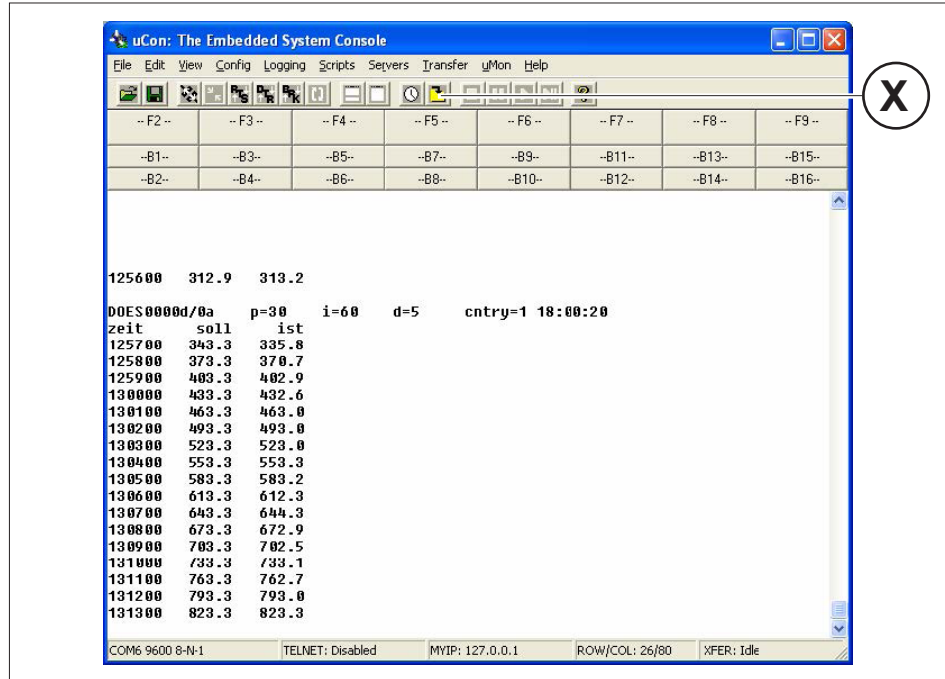 uCon: The Embedded System Console
File Edit View Config Logging Scripts Servers Transfer uMon Help
RTS DTR BRK
X
-- F2 -- -- F3 -- -- F4 -- -- F5 -- -- F6 -- -- F7 -- -- F8 -- -- F9 --
--B1-- --B3-- --B5-- --B7-- --B9-- --B11-- --B13-- --B15--
--B2-- --B4-- --B6-- --B8-- --B10-- --B12-- --B14-- --B16--
125600 312.9 313.2
DOES0000d/0a p=30 i=60 d=5 cntry=1 18:00:20
zeit soll ist
125700 343.3 335.8
125800 373.3 370.7
125900 403.3 402.9
130000 433.3 432.6
130100 463.3 463.0
130200 493.3 493.0
130300 523.3 523.0
130400 553.3 553.3
130500 583.3 583.2
130600 613.3 612.3
130700 643.3 644.3
130800 673.3 672.9
130900 703.3 702.5
131000 733.3 733.1
131100 763.3 762.7
131200 793.3 793.0
131300 823.3 823.3
COM6 9600 8-N-1 TELNET: Disabled MYIP: 127.0.0.1 ROW/COL: 26/80 XFER: Idle